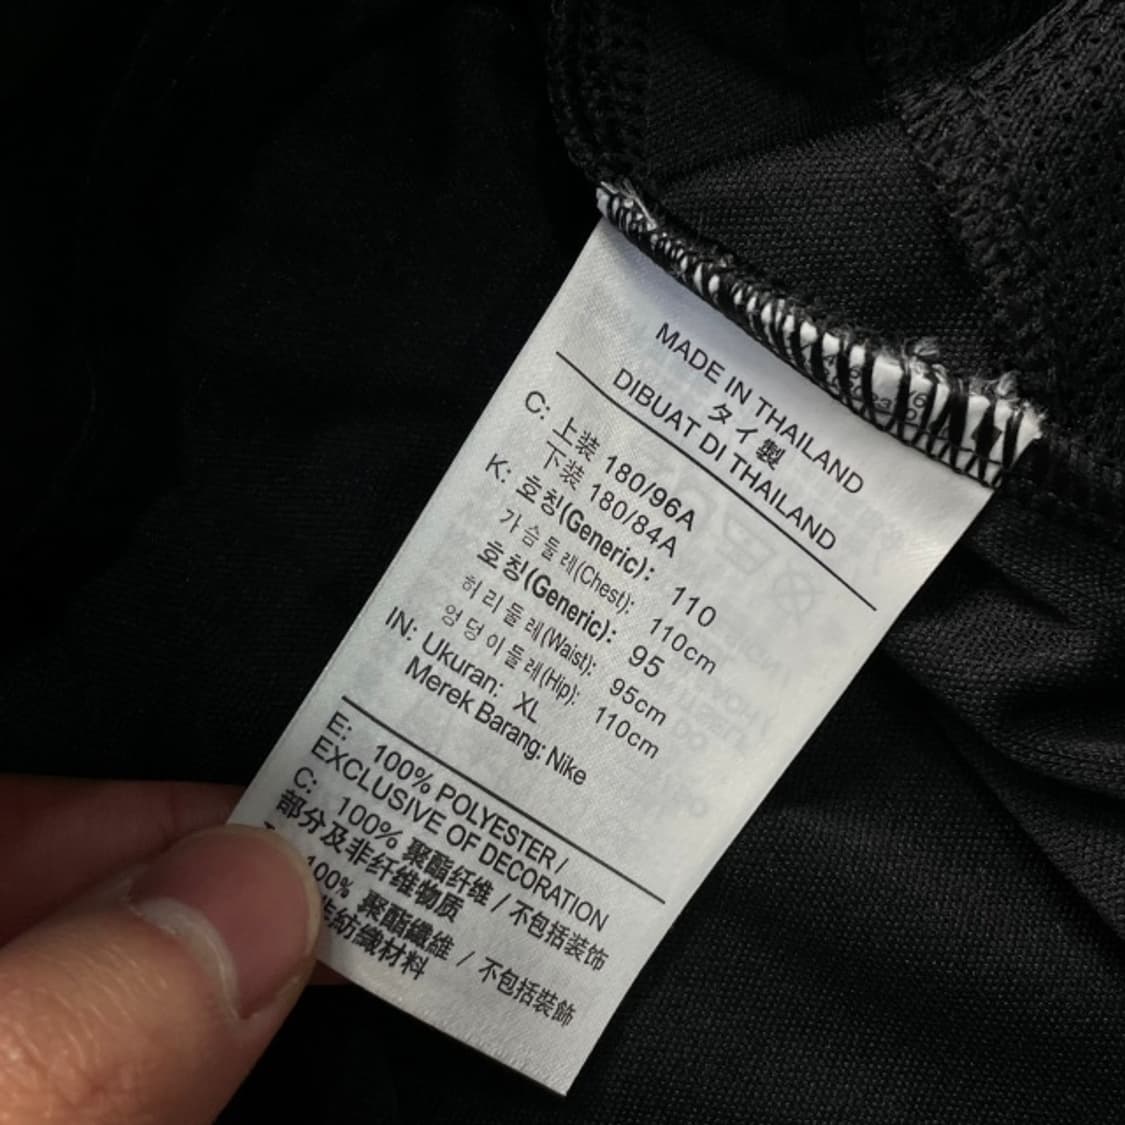 MADE IN THAILAND
タイ製
DIBUAT DI THAILAND
C: 上装 180/96A
下装 180/84A
K: 호칭(Generic): 110
가슴둘레(Chest): 110cm
호칭(Generic): 95
허리둘레(Waist): 95cm
엉덩이둘레(Hip): 110cm
IN: Ukuran: XL
Merek Barang: Nike
E: 100% POLYESTER /
EXCLUSIVE OF DECORATION
C: 100% 聚酯纤维 / 不包括装饰
部分及非纤维物质
100% 聚酯纖維 / 不包括裝飾
非紡織材料